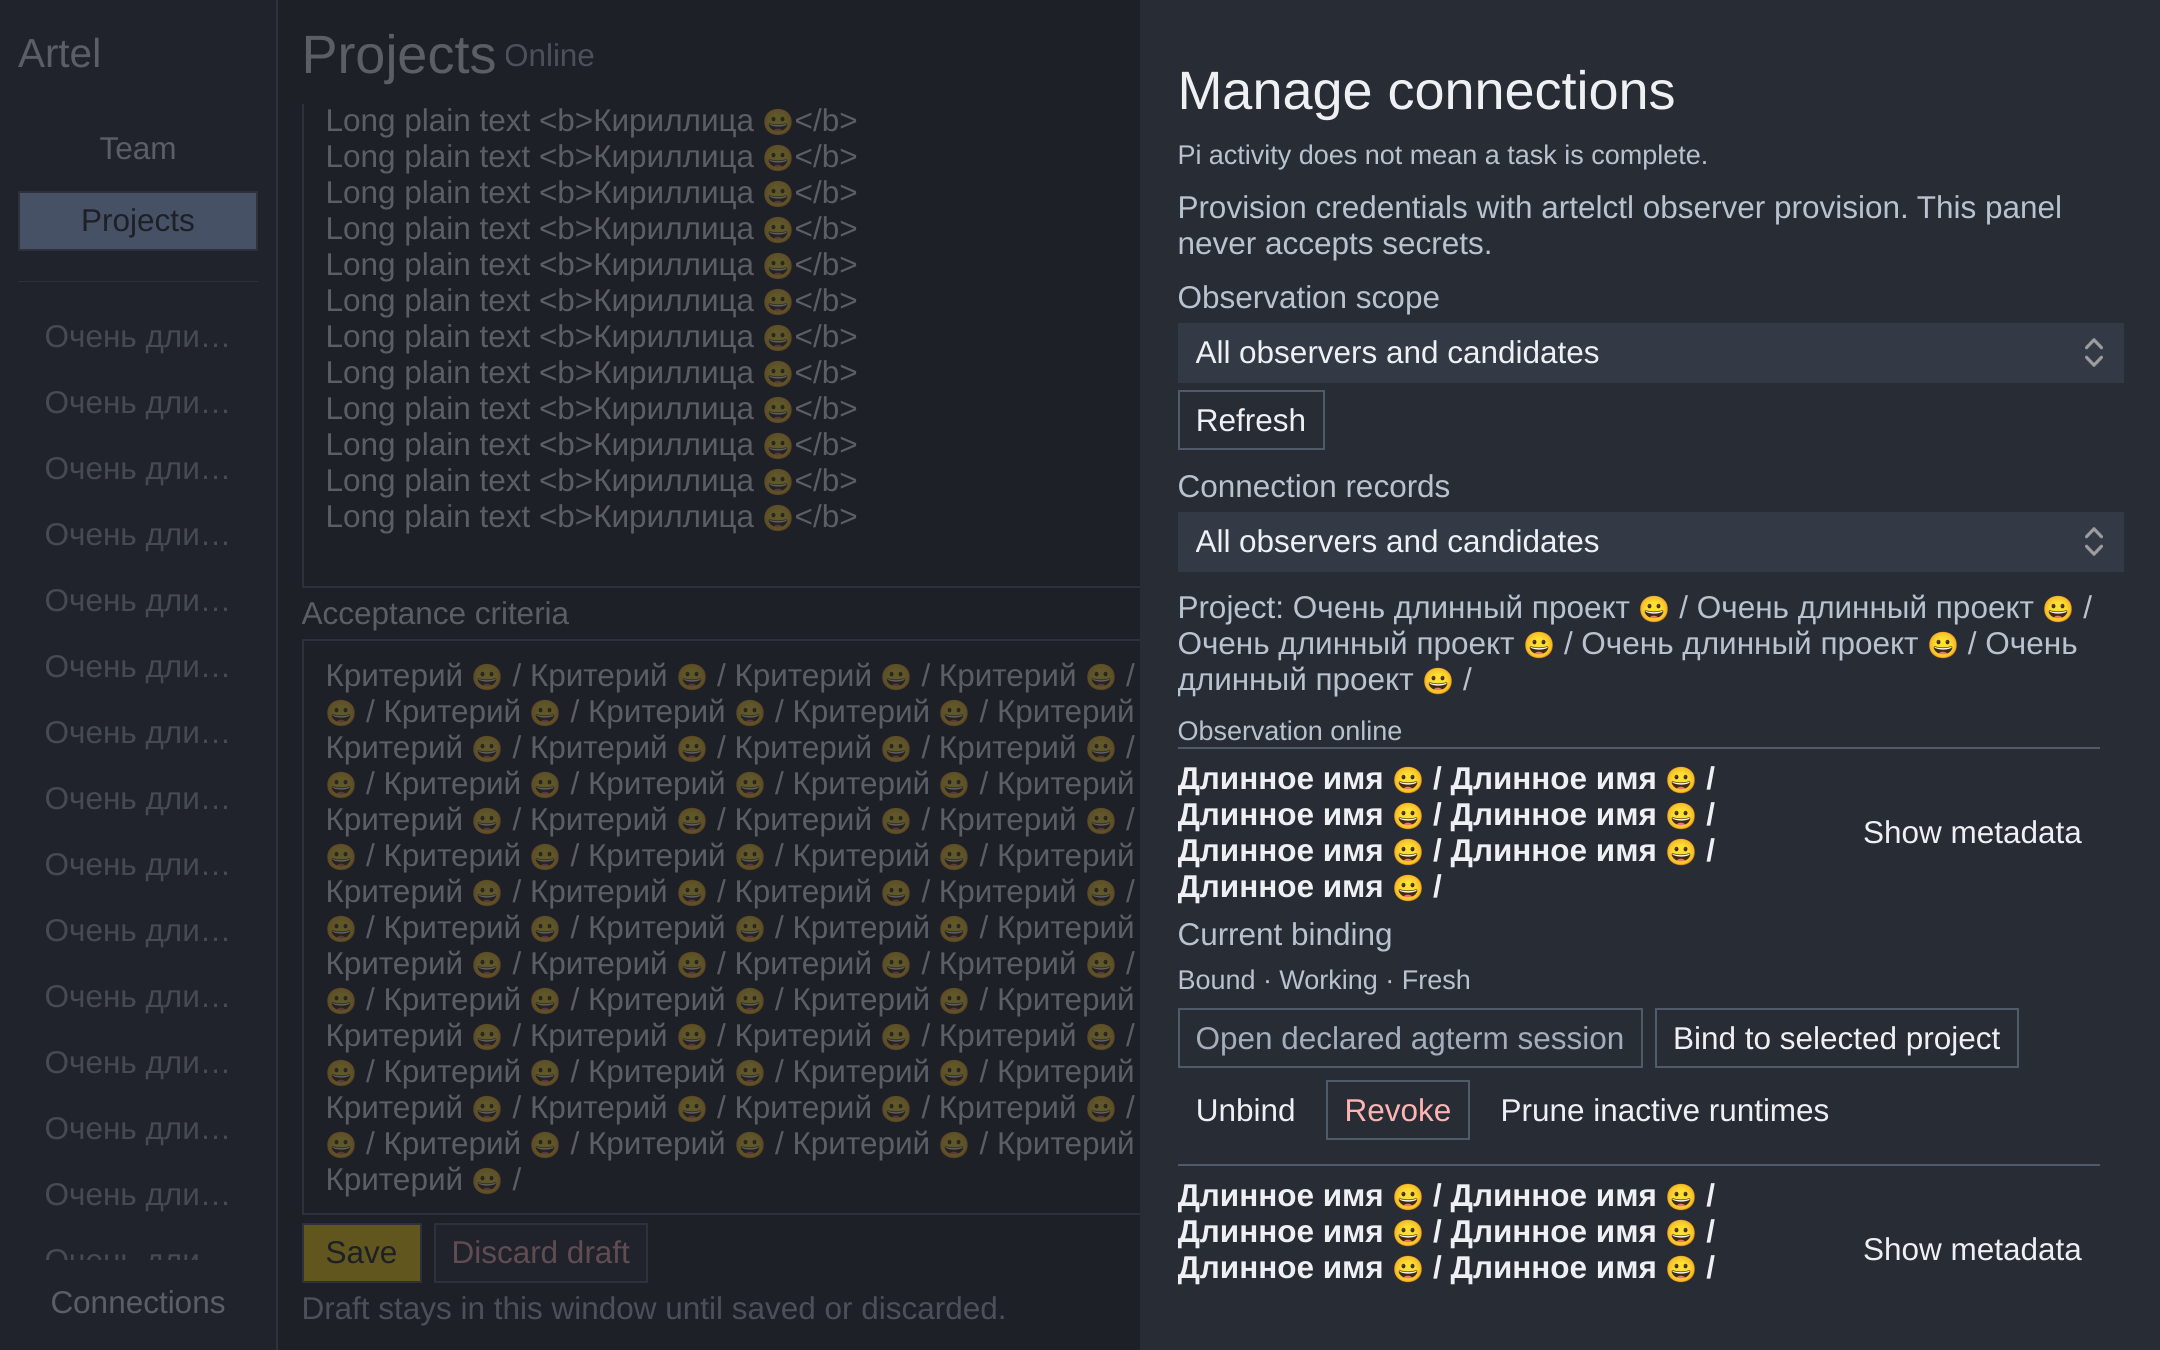 Artel
Team
Projects
Очень дли...
Очень дли...
Очень дли...
Очень дли...
Очень дли...
Очень дли...
Очень дли...
Очень дли...
Очень дли...
Очень дли...
Очень дли...
Очень дли...
Очень дли...
Очень дли...
Connections
Projects Online
Long plain text <b>Кириллица 😀</b>
Long plain text <b>Кириллица 😀</b>
Long plain text <b>Кириллица 😀</b>
Long plain text <b>Кириллица 😀</b>
Long plain text <b>Кириллица 😀</b>
Long plain text <b>Кириллица 😀</b>
Long plain text <b>Кириллица 😀</b>
Long plain text <b>Кириллица 😀</b>
Long plain text <b>Кириллица 😀</b>
Long plain text <b>Кириллица 😀</b>
Long plain text <b>Кириллица 😀</b>
Long plain text <b>Кириллица 😀</b>
Acceptance criteria
Критерий 😀 / Критерий 😀 / Критерий 😀 / Критерий 😀 /
😀 / Критерий 😀 / Критерий 😀 / Критерий 😀 / Критерий
Критерий 😀 / Критерий 😀 / Критерий 😀 / Критерий 😀 /
😀 / Критерий 😀 / Критерий 😀 / Критерий 😀 / Критерий
Критерий 😀 / Критерий 😀 / Критерий 😀 / Критерий 😀 /
😀 / Критерий 😀 / Критерий 😀 / Критерий 😀 / Критерий
Критерий 😀 / Критерий 😀 / Критерий 😀 / Критерий 😀 /
😀 / Критерий 😀 / Критерий 😀 / Критерий 😀 / Критерий
Критерий 😀 / Критерий 😀 / Критерий 😀 / Критерий 😀 /
😀 / Критерий 😀 / Критерий 😀 / Критерий 😀 / Критерий
Критерий 😀 / Критерий 😀 / Критерий 😀 / Критерий 😀 /
😀 / Критерий 😀 / Критерий 😀 / Критерий 😀 / Критерий
Критерий 😀 / Критерий 😀 / Критерий 😀 / Критерий 😀 /
😀 / Критерий 😀 / Критерий 😀 / Критерий 😀 / Критерий
Критерий 😀 /
Save
Discard draft
Draft stays in this window until saved or discarded.
Manage connections
Pi activity does not mean a task is complete.
Provision credentials with artelctl observer provision. This panel
never accepts secrets.
Observation scope
All observers and candidates
Refresh
Connection records
All observers and candidates
Project: Очень длинный проект 😀 / Очень длинный проект 😀 /
Очень длинный проект 😀 / Очень длинный проект 😀 / Очень
длинный проект 😀 /
Observation online
Длинное имя 😀 / Длинное имя 😀 /
Длинное имя 😀 / Длинное имя 😀 /
Длинное имя 😀 / Длинное имя 😀 /
Длинное имя 😀 /
Show metadata
Current binding
Bound · Working · Fresh
Open declared agterm session
Bind to selected project
Unbind
Revoke
Prune inactive runtimes
Длинное имя 😀 / Длинное имя 😀 /
Длинное имя 😀 / Длинное имя 😀 /
Длинное имя 😀 / Длинное имя 😀 /
Show metadata